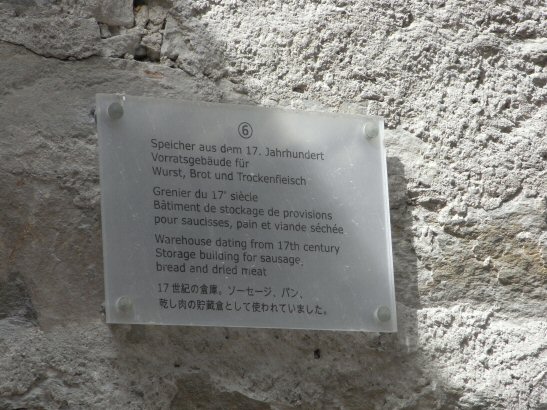 ⑥
Speicher aus dem 17. Jahrhundert
Vorratsgebäude für
Wurst, Brot und Trockenfleisch
Grenier du 17e siècle
Bâtiment de stockage de provisions
pour saucisses, pain et viande séchée
Warehouse dating from 17th century
Storage building for sausage,
bread and dried meat
17世紀の倉庫。ソーセージ、パン、
乾し肉の貯蔵倉として使われていました。